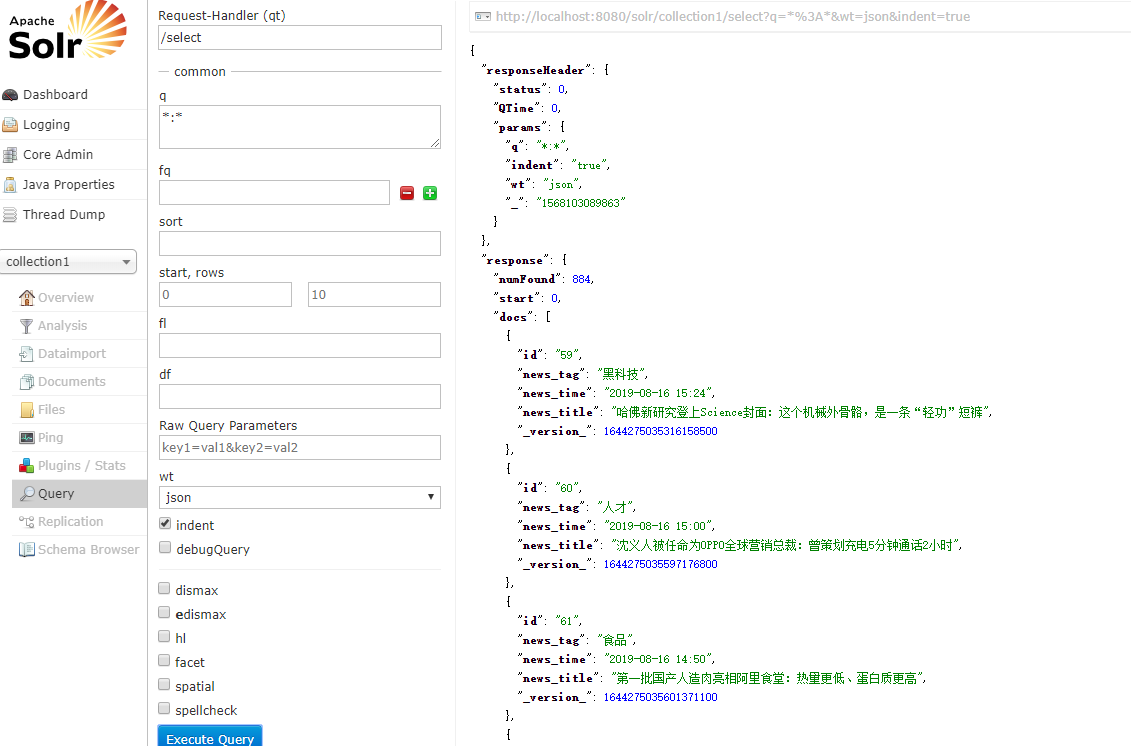 Apache
Solr
Dashboard
Logging
Core Admin
Java Properties
Thread Dump
collection1
Overview
Analysis
Dataimport
Documents
Files
Ping
Plugins / Stats
Query
Replication
Schema Browser
Request-Handler (qt)
/select
common
q
*:*
fq
sort
start, rows
0
10
fl
df
Raw Query Parameters
key1=val1&key2=val2
wt
json
indent
debugQuery
dismax
edismax
hl
facet
spatial
spellcheck
Execute Query
http://localhost:8080/solr/collection1/select?q=*%3A*&wt=json&indent=true
{
"responseHeader": {
"status": 0,
"QTime": 0,
"params": {
"q": "*:*",
"indent": "true",
"wt": "json",
"_": "1568103089863"
}
},
"response": {
"numFound": 884,
"start": 0,
"docs": [
{
"id": "59",
"news_tag": "黑科技",
"news_time": "2019-08-16 15:24",
"news_title": "哈佛新研究登上Science封面：这个机械外骨骼，是一条“轻功”短裤",
"_version_": 1644275035316158500
},
{
"id": "60",
"news_tag": "人才",
"news_time": "2019-08-16 15:00",
"news_title": "沈义人被任命为OPPO全球营销总裁：曾策划充电5分钟通话2小时",
"_version_": 1644275035597176800
},
{
"id": "61",
"news_tag": "食品",
"news_time": "2019-08-16 14:50",
"news_title": "第一批国产人造肉亮相阿里食堂：热量更低、蛋白质更高",
"_version_": 1644275035601371100
},
{